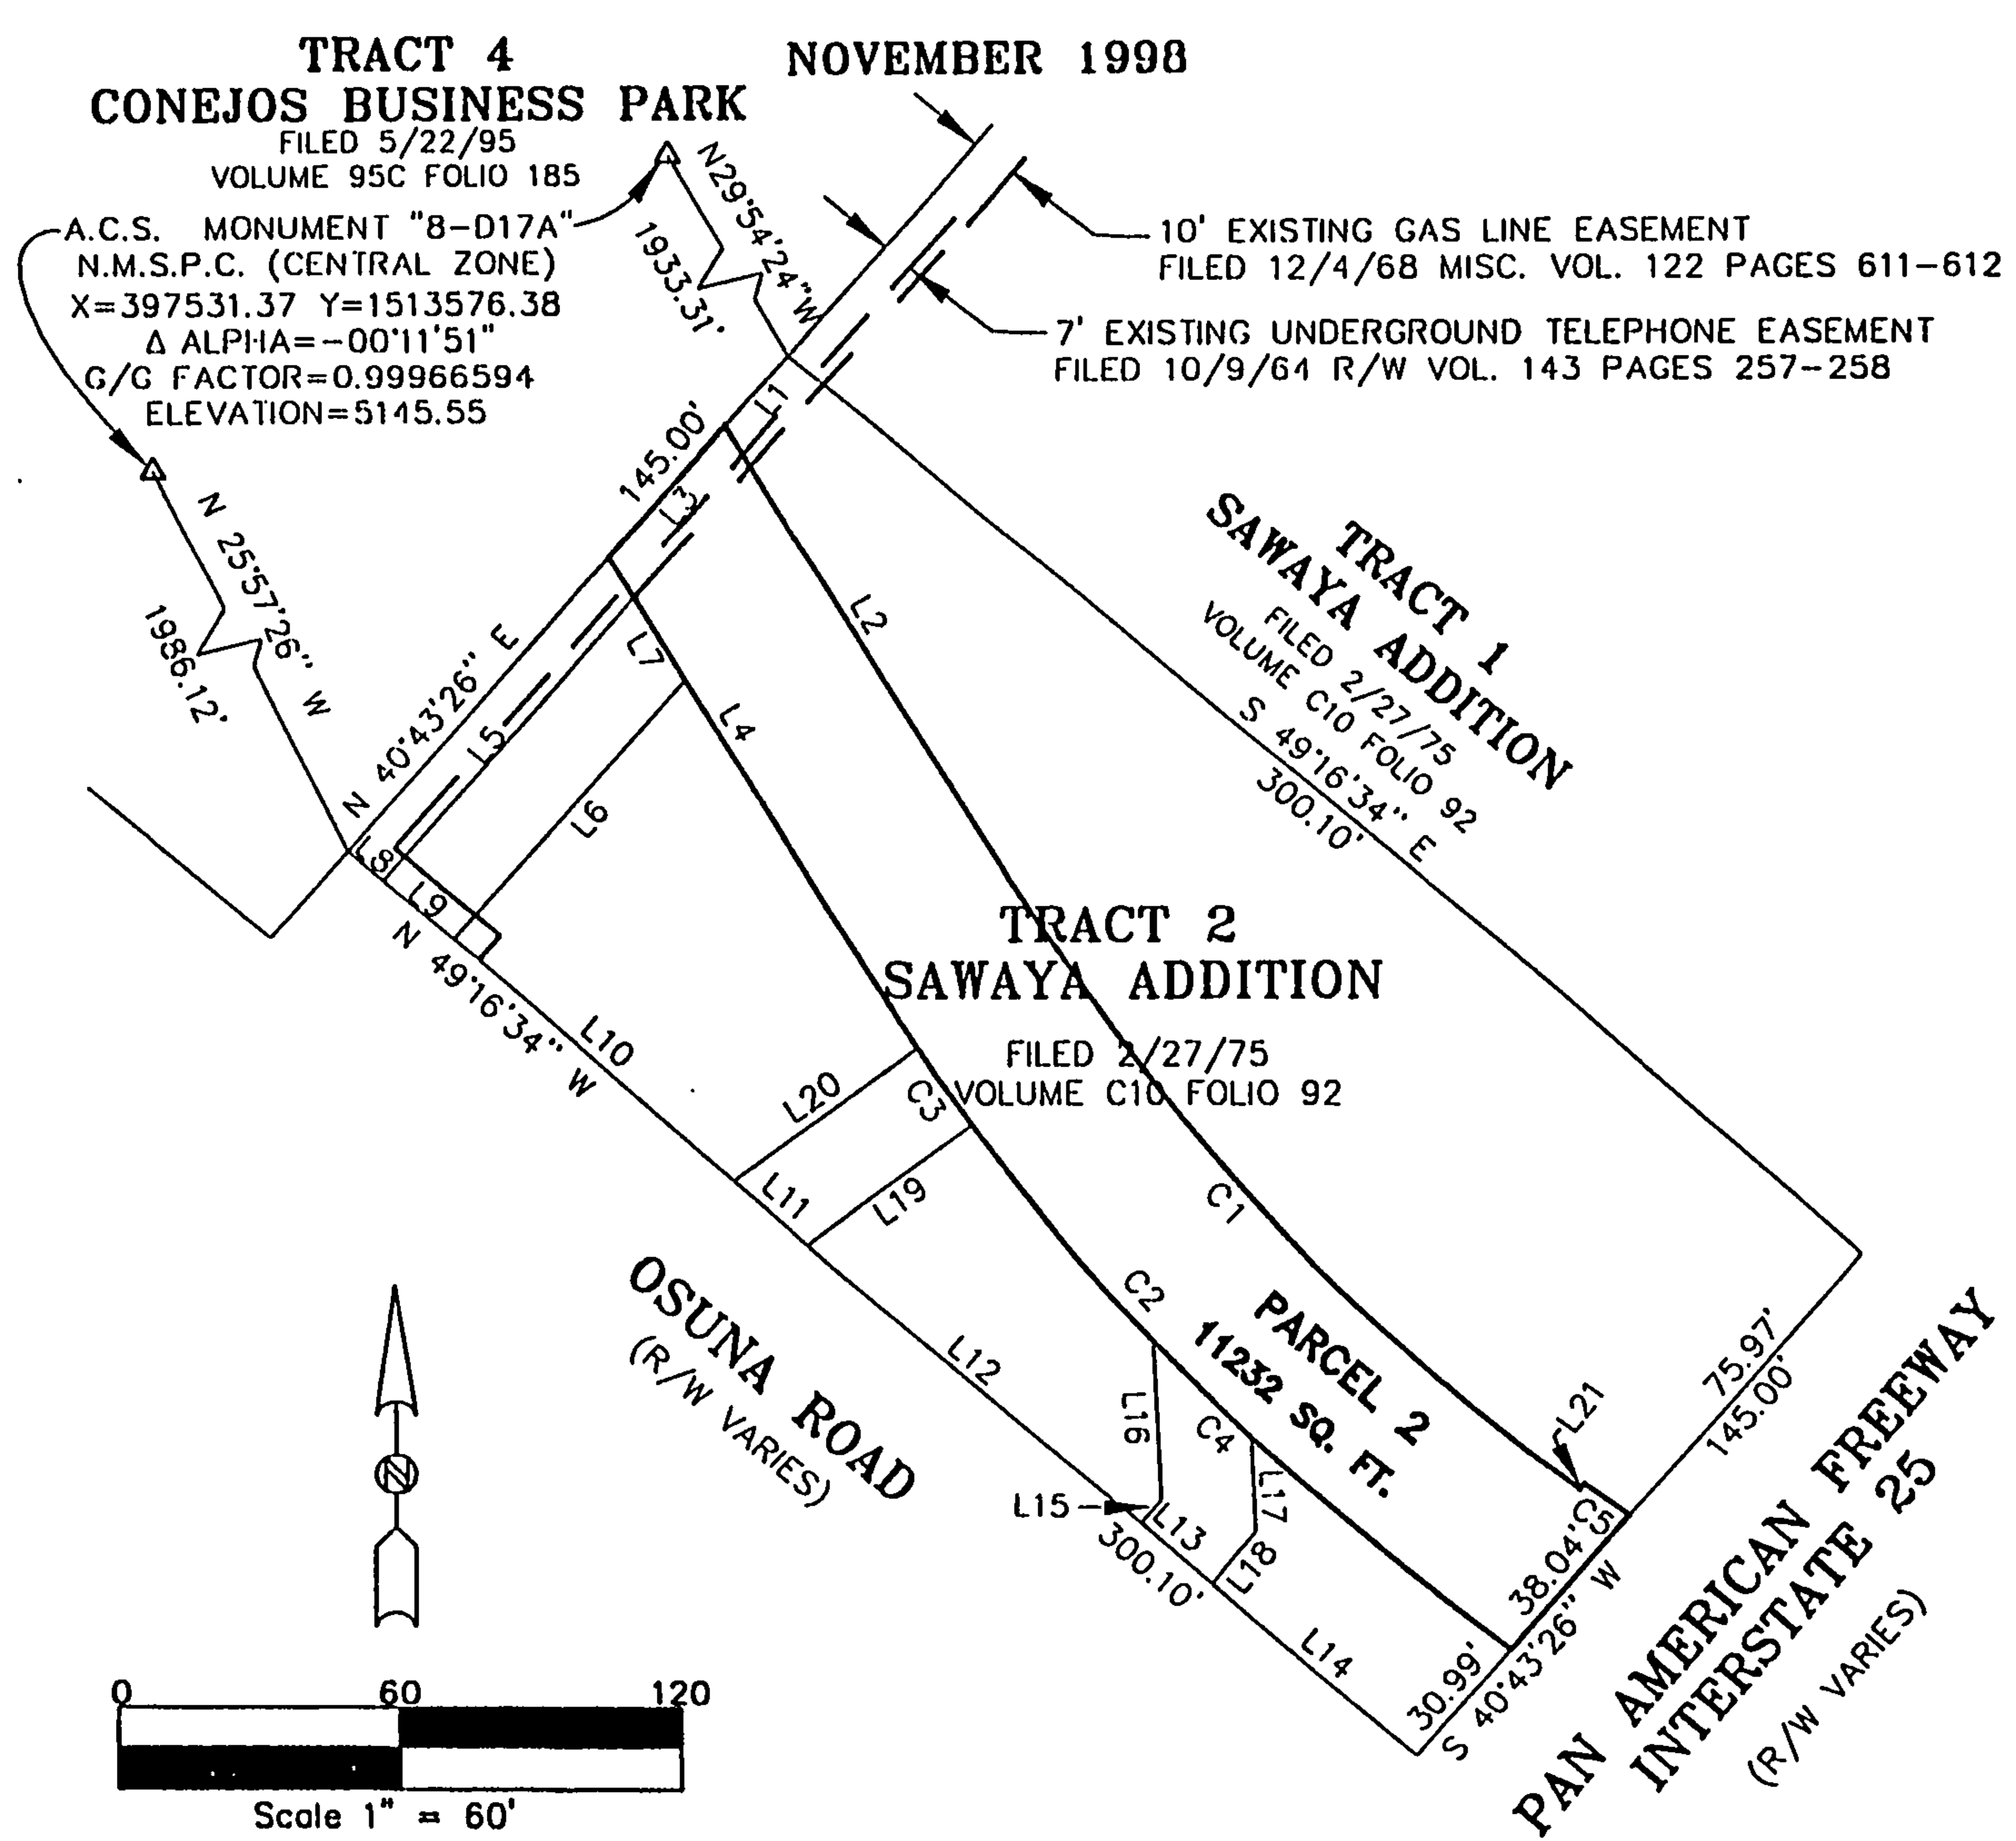 TRACT 4
CONEJOS BUSINESS PARK
FILED 5/22/95
VOLUME 95C FOLIO 185
NOVEMBER 1998
A.C.S. MONUMENT "8-D17A"
N.M.S.P.C. (CENTRAL ZONE)
X=397531.37 Y=1513576.38
Δ ALPHA=-00°11'51"
G/G FACTOR=0.99966594
ELEVATION=5145.55
N29°54'24"W
1933.31'
10' EXISTING GAS LINE EASEMENT
FILED 12/4/68 MISC. VOL. 122 PAGES 611-612
7' EXISTING UNDERGROUND TELEPHONE EASEMENT
FILED 10/9/64 R/W VOL. 143 PAGES 257-258
L1
145.00'
L3
N 25°57'26" W
1986.12'
N 40°43'26" E
L2
L7
L4
L5
L6
L8
L9
TRACT 1
SAWAYA ADDITION
FILED 2/27/75
VOLUME C10 FOLIO 92
S 49°16'34" E
300.10'
TRACT 2
SAWAYA ADDITION
FILED 2/27/75
VOLUME C10 FOLIO 92
N 49°16'34" W
L10
L20
C3
L11
L19
C1
C2
OSUNA ROAD
(R/W VARIES)
L12
PARCEL 2
11232 SQ. FT.
L16
C4
L17
L15
L13
L18
300.10'
L14
L21
C5
75.97'
145.00'
38.04'
30.99'
S 40°43'26" W
PAN AMERICAN FREEWAY
INTERSTATE 25
(R/W VARIES)
N
0 60 120
Scale 1" = 60'